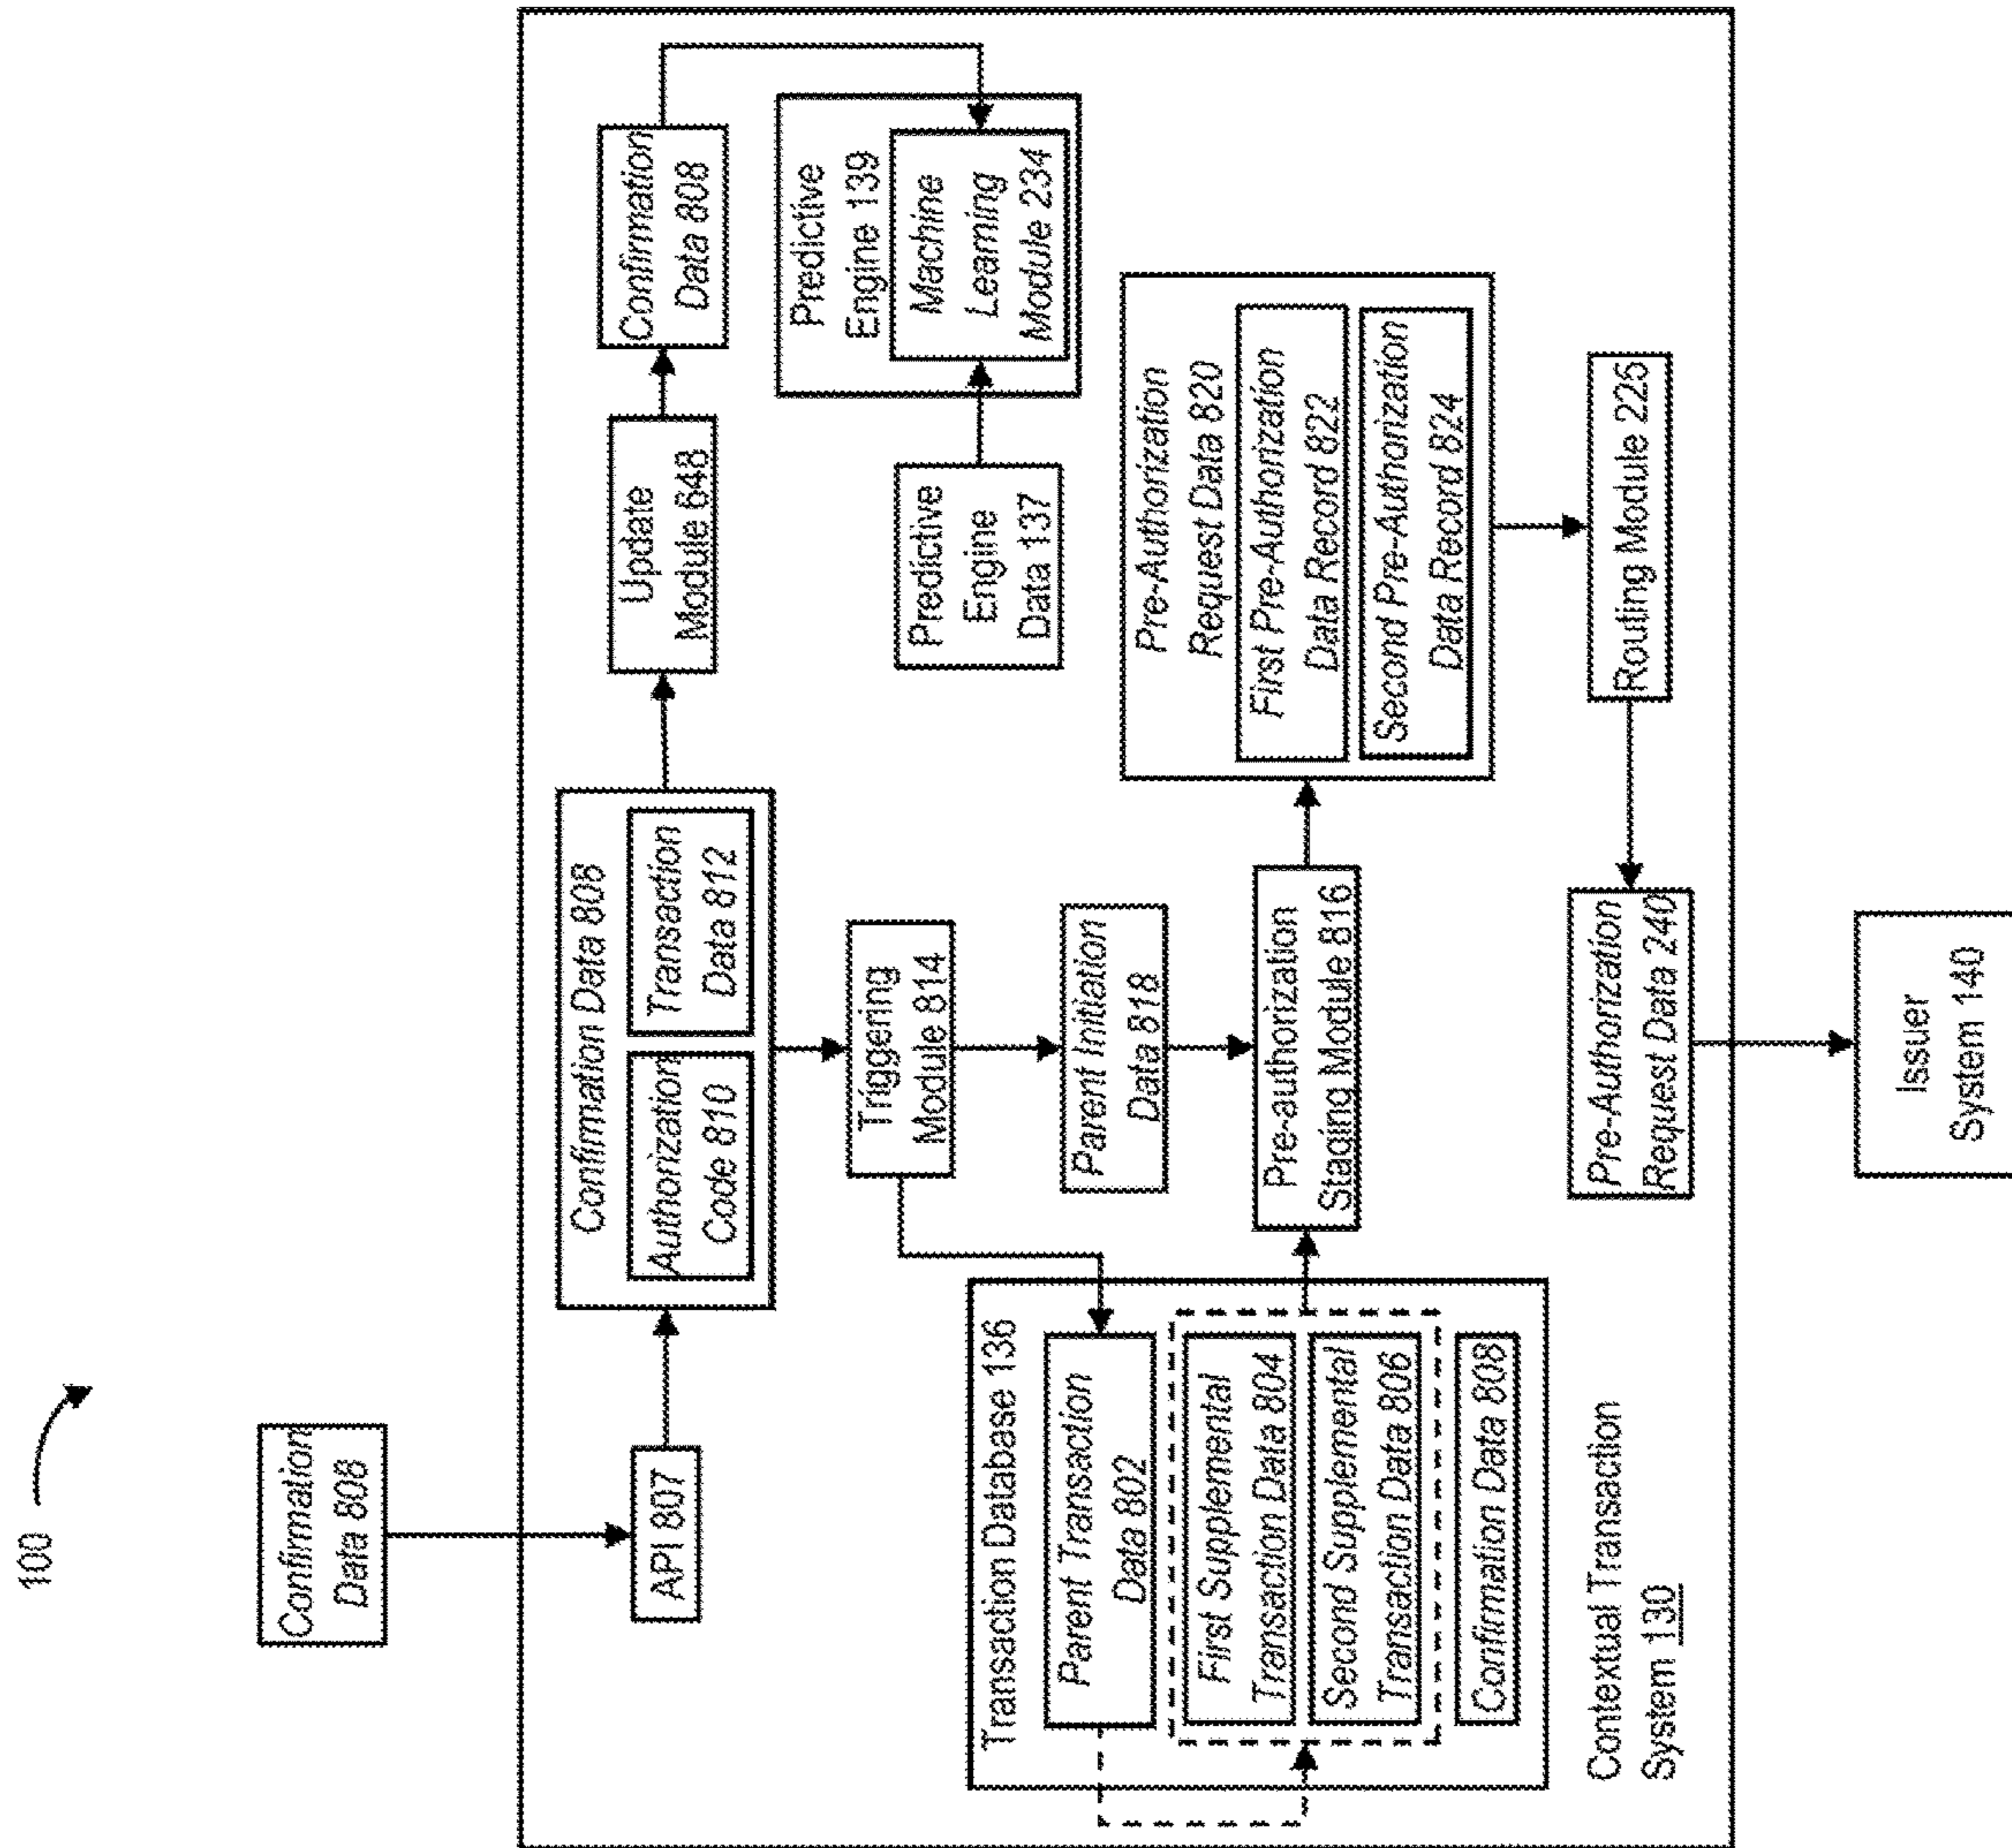 100
Confirmation
Data 808
API 807
Confirmation Data 808
Authorization
Code 810
Transaction
Data 812
Update
Module 648
Confirmation
Data 808
Predictive
Engine 139
Machine
Learning
Module 234
Predictive
Engine
Data 137
Triggering
Module 814
Parent Initiation
Data 818
Transaction Database 136
Parent Transaction
Data 802
First Supplemental
Transaction Data 804
Second Supplemental
Transaction Data 806
Confirmation Data 808
Pre-authorization
Staging Module 816
Pre-Authorization
Request Data 820
First Pre-Authorization
Data Record 822
Second Pre-Authorization
Data Record 824
Routing Module 226
Pre-Authorization
Request Data 240
Contextual Transaction
System 130
Issuer
System 140